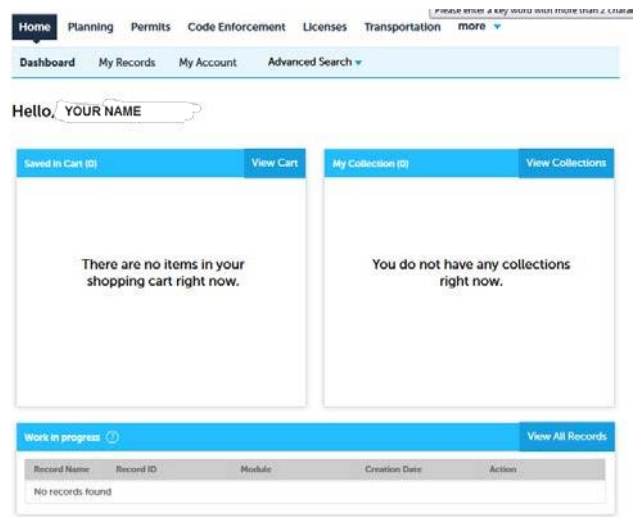 Please enter a key word with more than 2 chara
Home Planning Permits Code Enforcement Licenses Transportation more
Dashboard My Records My Account Advanced Search
Hello, YOUR NAME
Saved in Cart (0) View Cart My Collection (0) View Collections
There are no items in your You do not have any collections
shopping cart right now. right now.
Work in progress ? View All Records
Record Name Record ID Module Creation Date Action
No records found